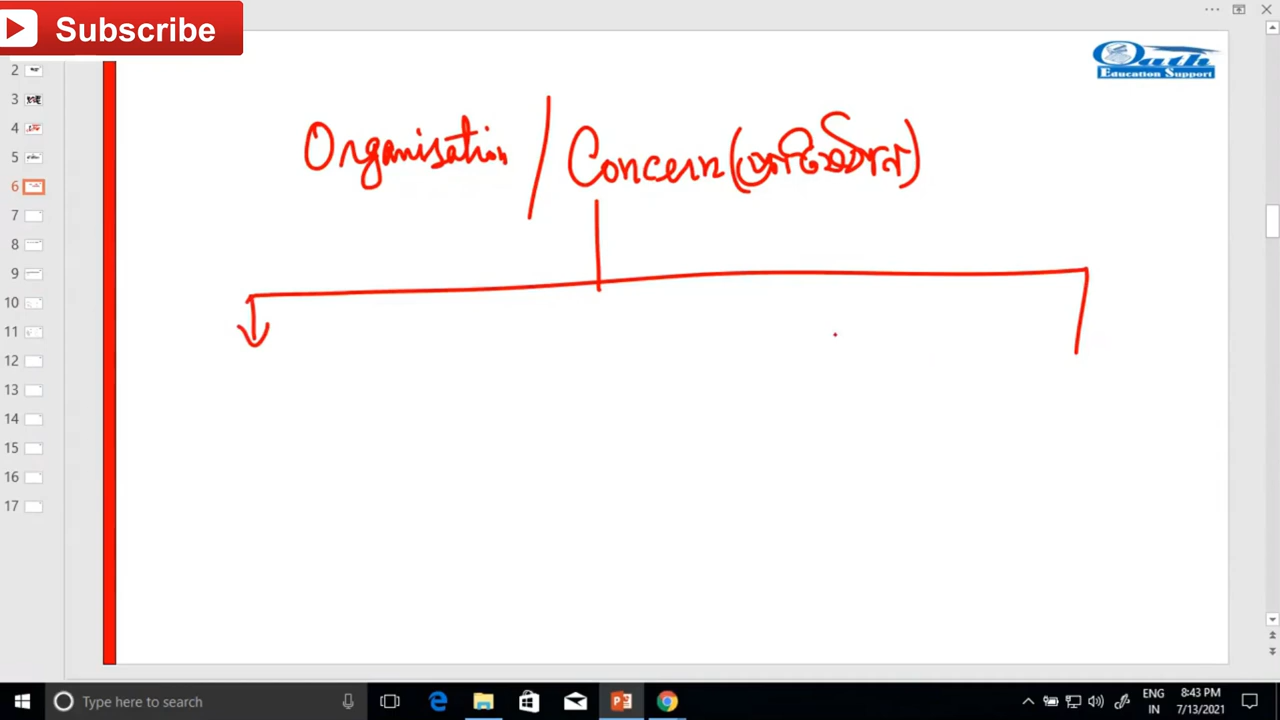 Subscribe
Oath
Education Support
Organisation / Concern (
2
3
4
5
6
7
8
9
10
11
12
13
14
15
16
17
Type here to search
ENG
IN
8:43 PM
7/13/2021